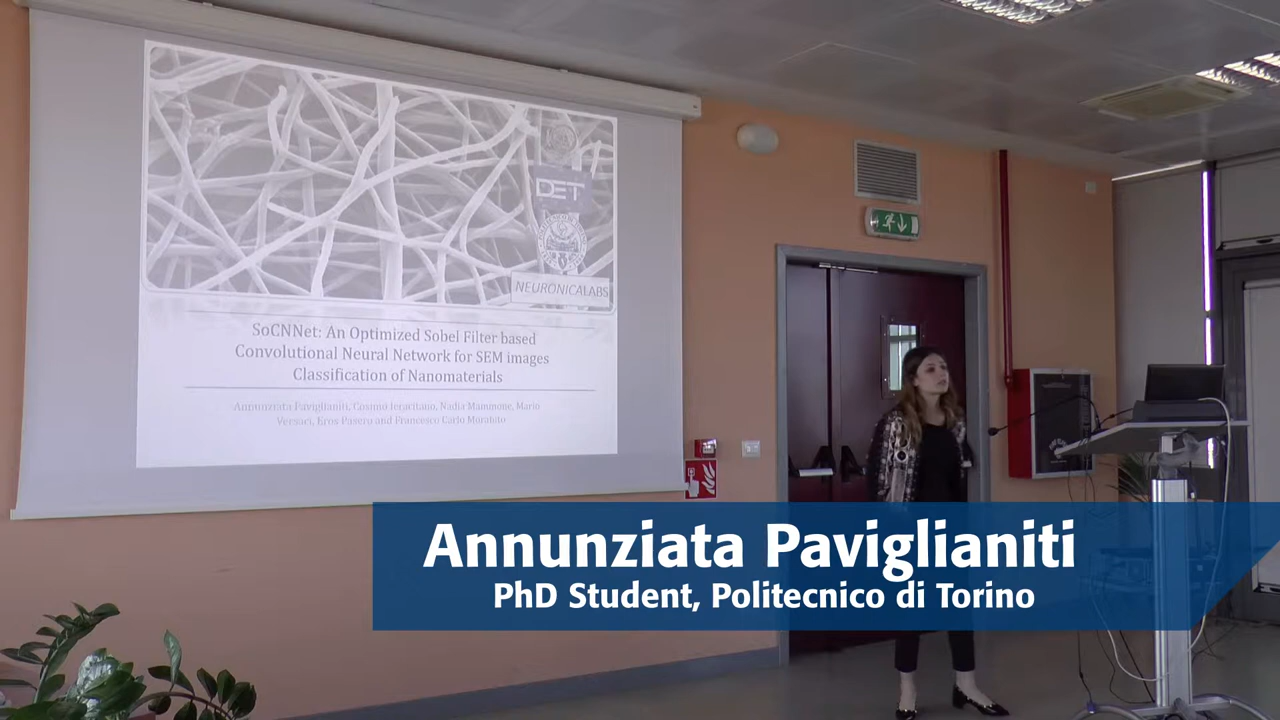 DET
NEURONICALABS
SoCNNet: An Optimized Sobel Filter based
Convolutional Neural Network for SEM images
Classification of Nanomaterials
Annunziata Paviglianiti, Cosimo Ieracitano, Nadia Mammone, Mario
Versaci, Eros Pasero and Francesco Carlo Morabito
Annunziata Paviglianiti
PhD Student, Politecnico di Torino